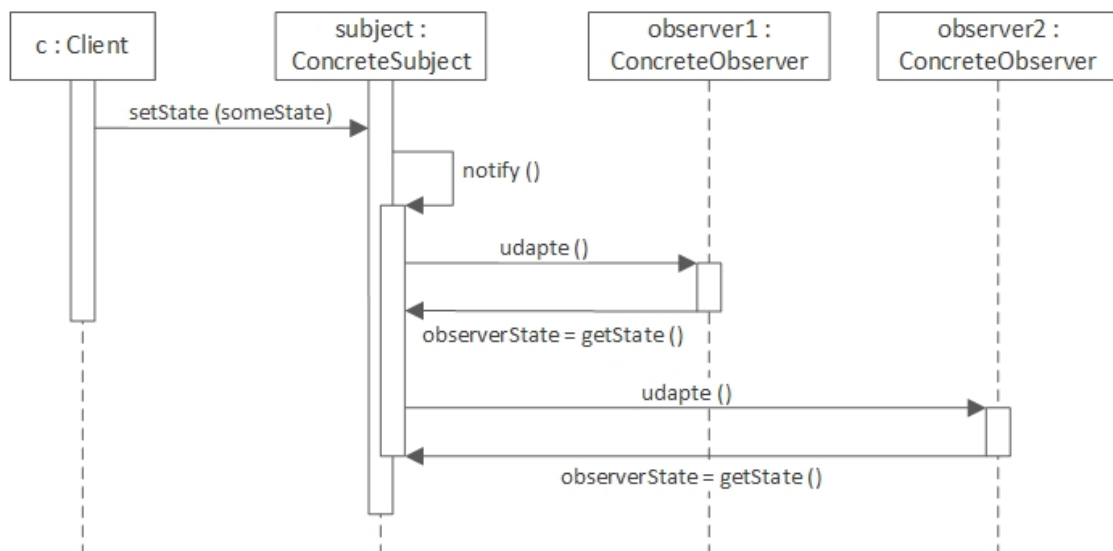 c : Client
subject :
ConcreteSubject
observer1 :
ConcreteObserver
observer2 :
ConcreteObserver
setState (someState)
notify ()
udapte ()
observerState = getState ()
udapte ()
observerState = getState ()